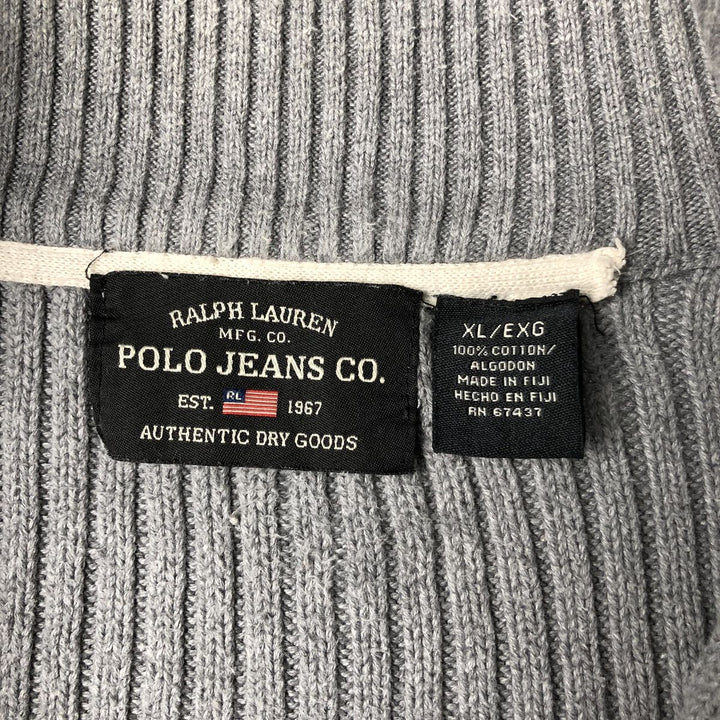 RALPH LAUREN
MFG. CO.
POLO JEANS CO.
EST. RL 1967
AUTHENTIC DRY GOODS
XL/EXG
100% COTTON/
ALGODON
MADE IN FIJI
HECHO EN FIJI
RN 67437